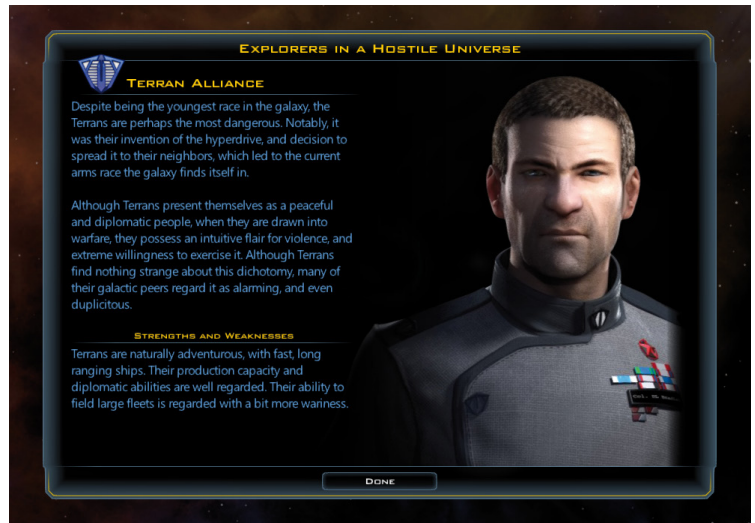 Explorers in a Hostile Universe
Terran Alliance
Despite being the youngest race in the galaxy, the
Terrans are perhaps the most dangerous. Notably, it
was their invention of the hyperdrive, and decision to
spread it to their neighbors, which led to the current
arms race the galaxy finds itself in.
Although Terrans present themselves as a peaceful
and diplomatic people, when they are drawn into
warfare, they possess an intuitive flair for violence, and
extreme willingness to exercise it. Although Terrans
find nothing strange about this dichotomy, many of
their galactic peers regard it as alarming, and even
duplicitous.
Strengths and Weaknesses
Terrans are naturally adventurous, with fast, long
ranging ships. Their production capacity and
diplomatic abilities are well regarded. Their ability to
field large fleets is regarded with a bit more wariness.
Done